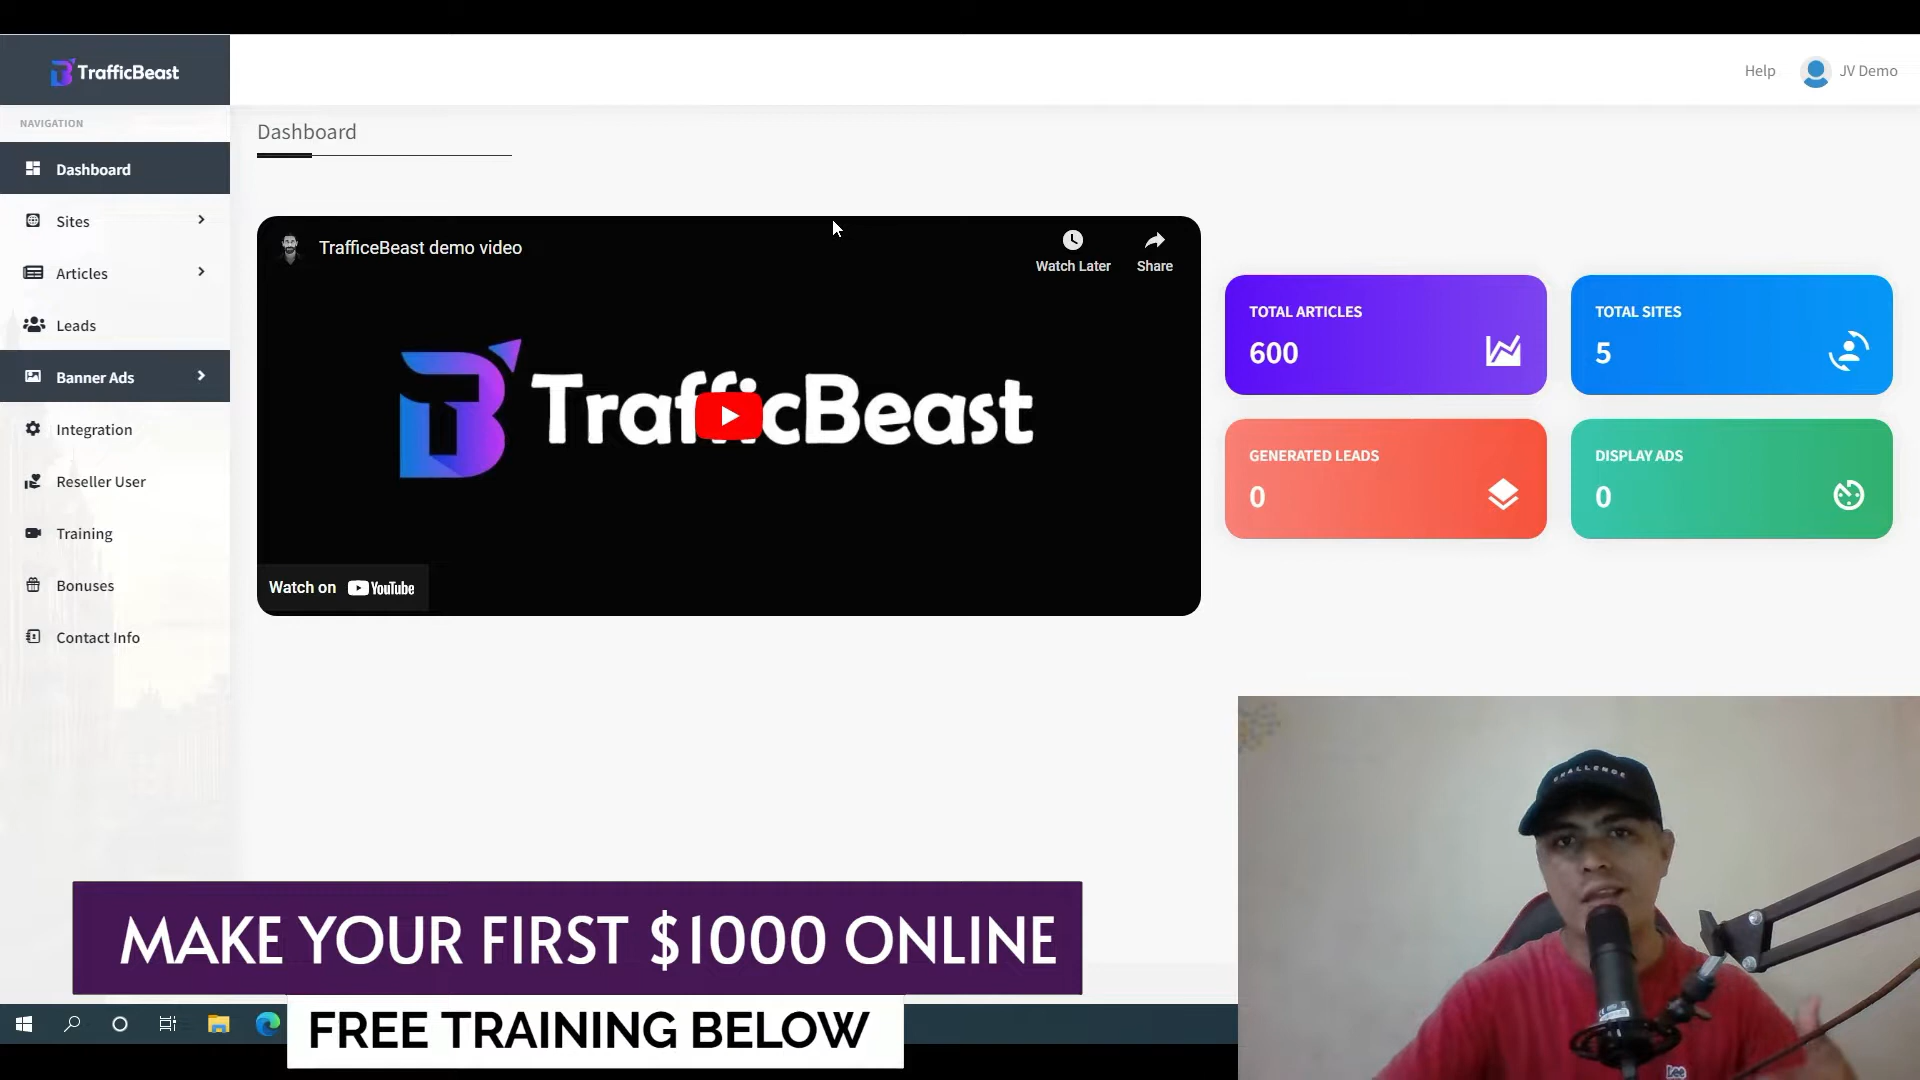 TrafficBeast
Help
JV Demo
NAVIGATION
Dashboard
Sites
Articles
Leads
Banner Ads
Integration
Reseller User
Training
Bonuses
Contact Info
Dashboard
TrafficeBeast demo video
Watch Later
Share
TrafficBeast
Watch on YouTube
TOTAL ARTICLES
600
TOTAL SITES
5
GENERATED LEADS
0
DISPLAY ADS
0
CHALLENGE
Lee
MAKE YOUR FIRST $1000 ONLINE
FREE TRAINING BELOW